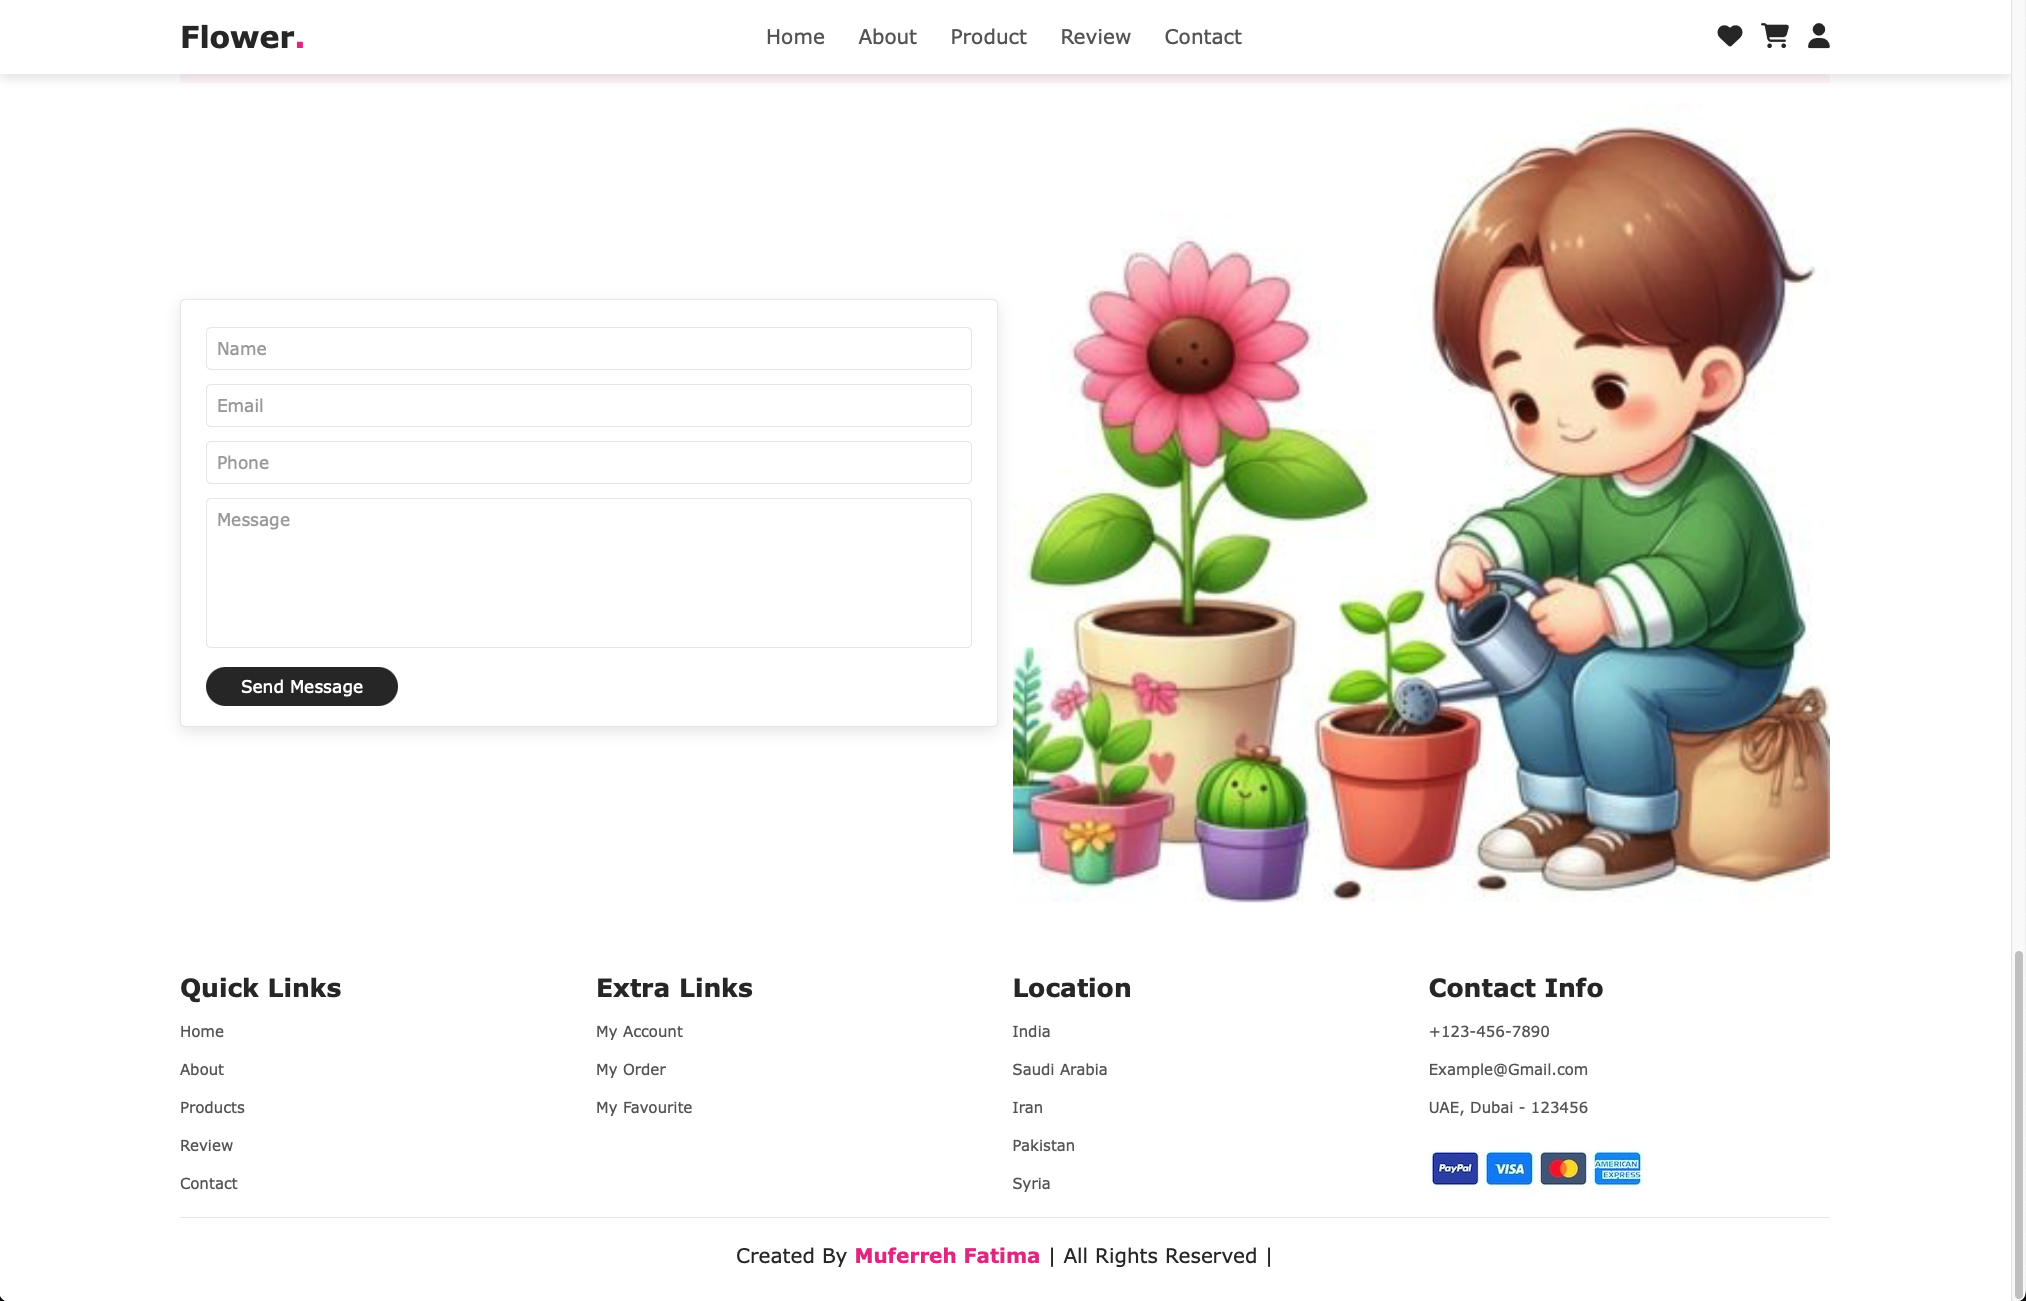 Flower.
Home About Product Review Contact
Name
Email
Phone
Message
Send Message
Quick Links
Home
About
Products
Review
Contact
Extra Links
My Account
My Order
My Favourite
Location
India
Saudi Arabia
Iran
Pakistan
Syria
Contact Info
+123-456-7890
Example@Gmail.com
UAE, Dubai - 123456
PayPal VISA AMERICAN EXPRESS
Created By Muferreh Fatima | All Rights Reserved |